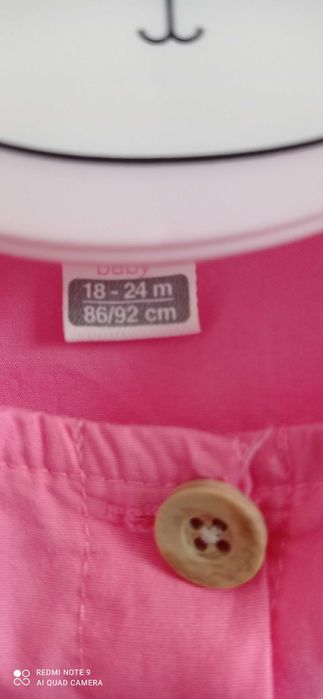 baby
18 - 24 m
86/92 cm
REDMI NOTE 9
AI QUAD CAMERA